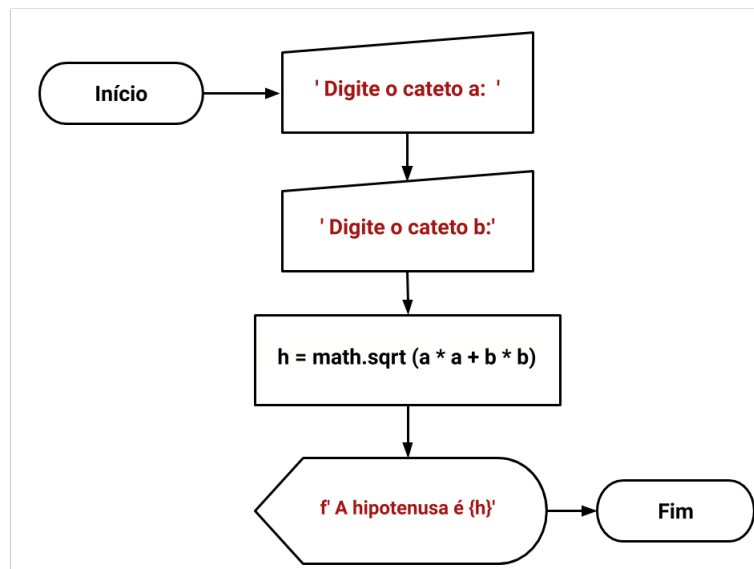 Início
' Digite o cateto a:  '
' Digite o cateto b:'
h = math.sqrt (a * a + b * b)
f' A hipotenusa é {h}'
Fim